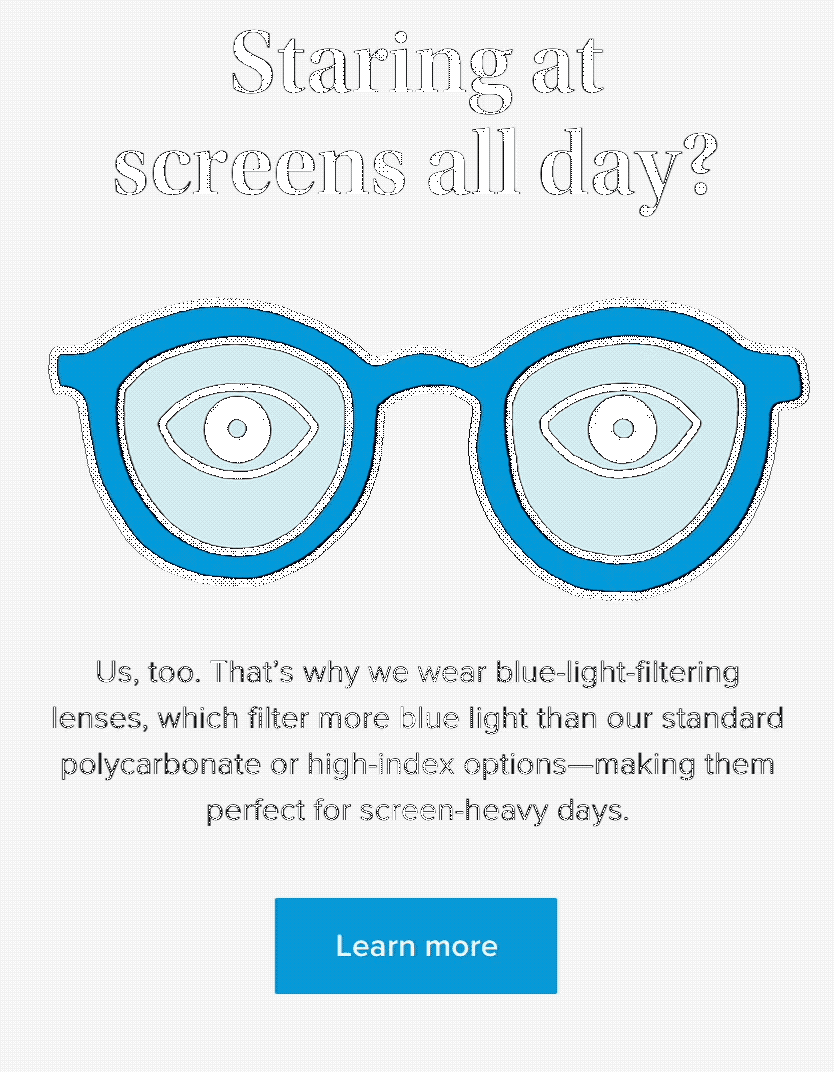 Staring at
screens all day?
Us, too. That’s why we wear blue-light-filtering
lenses, which filter more blue light than our standard
polycarbonate or high-index options—making them
perfect for screen-heavy days.
Learn more